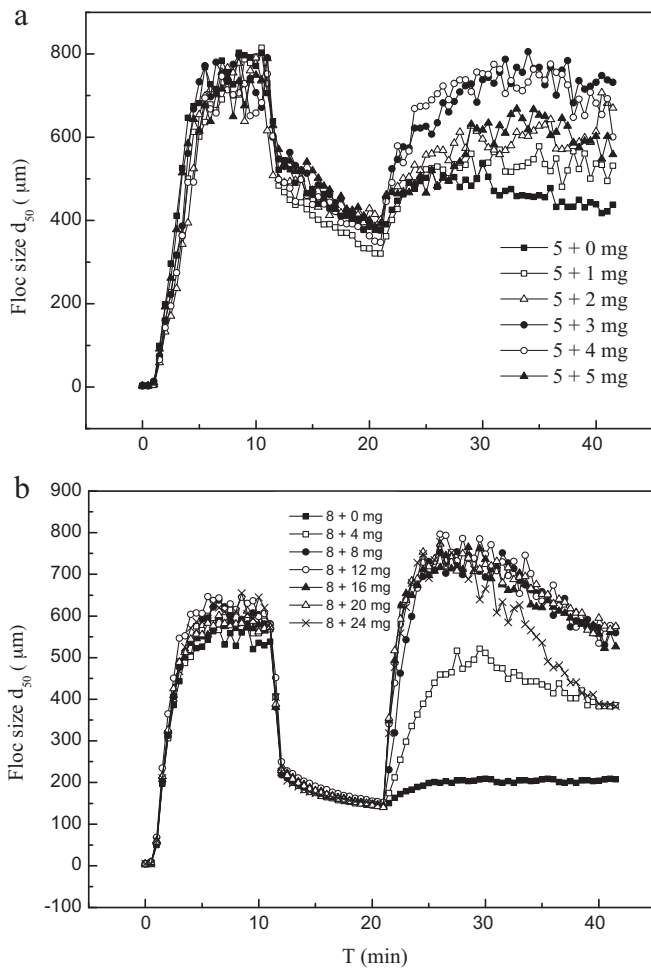 a
800
600
400
200
0
Floc size d50 ( μm)
5 + 0 mg
5 + 1 mg
5 + 2 mg
5 + 3 mg
5 + 4 mg
5 + 5 mg
0 10 20 30 40
b
900
800
700
600
500
400
300
200
100
0
-100
Floc size d50 ( μm)
8 + 0 mg
8 + 4 mg
8 + 8 mg
8 + 12 mg
8 + 16 mg
8 + 20 mg
8 + 24 mg
0 10 20 30 40
T (min)